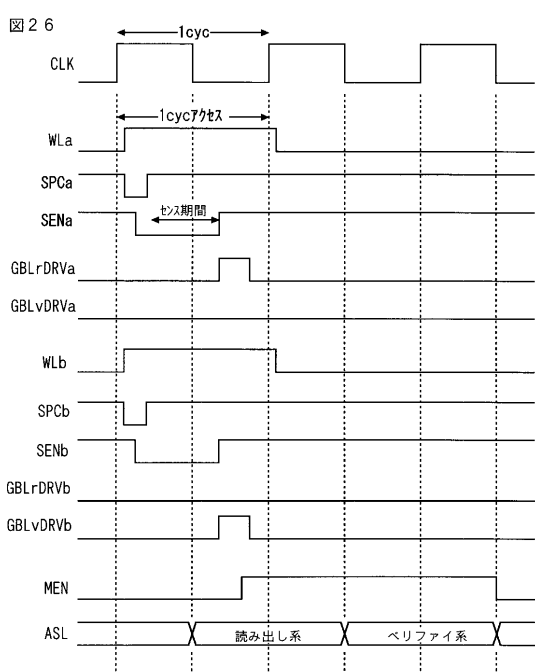 図26
1cyc
CLK
1cycアクセス
WLa
SPCa
センス期間
SENa
GBLrDRVa
GBLvDRVa
WLb
SPCb
SENb
GBLrDRVb
GBLvDRVb
MEN
ASL
読み出し系
ベリファイ系